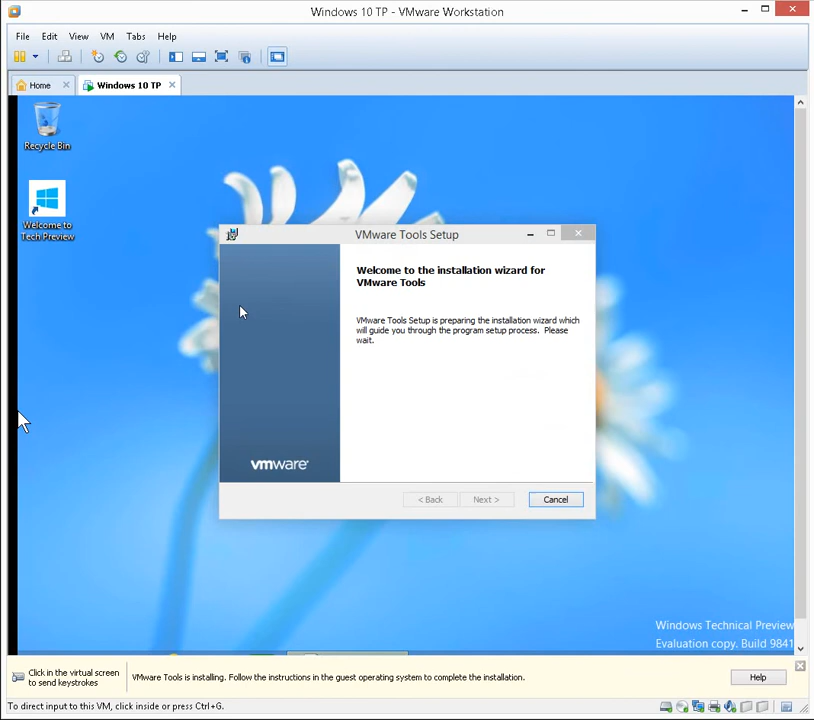 Windows 10 TP - VMware Workstation
File Edit View VM Tabs Help
Home
Windows 10 TP
Recycle Bin
Welcome to
Tech Preview
VMware Tools Setup
Welcome to the installation wizard for
VMware Tools
VMware Tools Setup is preparing the installation wizard which
will guide you through the program setup process. Please
wait.
vmware
< Back
Next >
Cancel
Windows Technical Preview
Evaluation copy. Build 9841
Click in the virtual screen
to send keystrokes
VMware Tools is installing. Follow the instructions in the guest operating system to complete the installation.
Help
To direct input to this VM, click inside or press Ctrl+G.